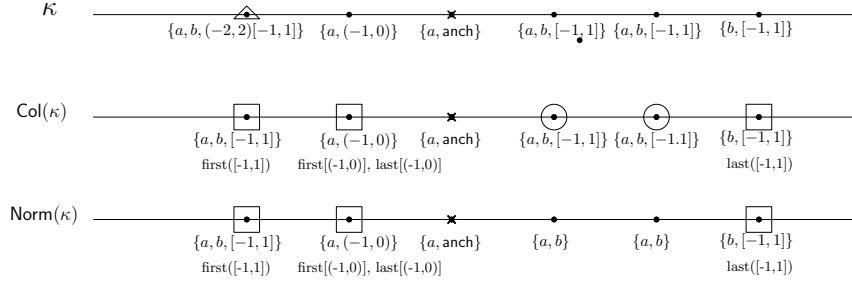 κ
{a, b, (−2, 2)[−1, 1]} {a, (−1, 0)} {a, anch} {a, b, [−1, 1]} {a, b, [−1, 1]} {b, [−1, 1]}
Col(κ)
{a, b, [−1, 1]} {a, (−1, 0)} {a, anch} {a, b, [−1, 1]} {a, b, [−1.1]} {b, [−1, 1]}
first([-1,1]) first[(-1,0)], last[(-1,0)] last([-1,1])
Norm(κ)
{a, b, [−1, 1]} {a, (−1, 0)} {a, anch} {a, b} {a, b} {b, [−1, 1]}
first([-1,1]) first[(-1,0)], last[(-1,0)] last([-1,1])